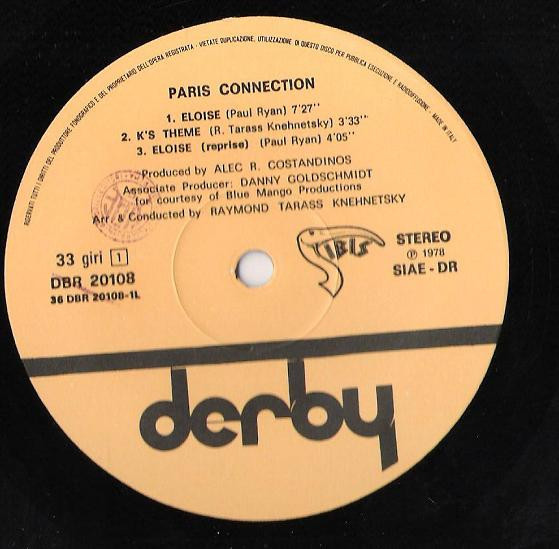 RISERVATI TUTTI I DIRITTI DEL PRODUTTORE FONOGRAFICO E DEL PROPRIETARIO DELL'OPERA REGISTRATA - VIETATE DUPLICAZIONE, UTILIZZAZIONE DI QUESTO DISCO PER PUBBLICA ESECUZIONE E RADIODIFFUSIONE. - MADE IN ITALY
PARIS CONNECTION
1. ELOISE (Paul Ryan) 7'27''
2. K'S THEME (R. Tarass Knehnetsky) 3'33''
3. ELOISE (reprise) (Paul Ryan) 4'05''
Produced by ALEC R. COSTANDINOS
Associate Producer: DANNY GOLDSCHMIDT
for courtesy of Blue Mango Productions
Arr. & Conducted by RAYMOND TARASS KNEHNETSKY
33 giri 1
DBR 20108
36 DBR 20108-1L
IBIS
STEREO
℗ 1978
SIAE - DR
derby